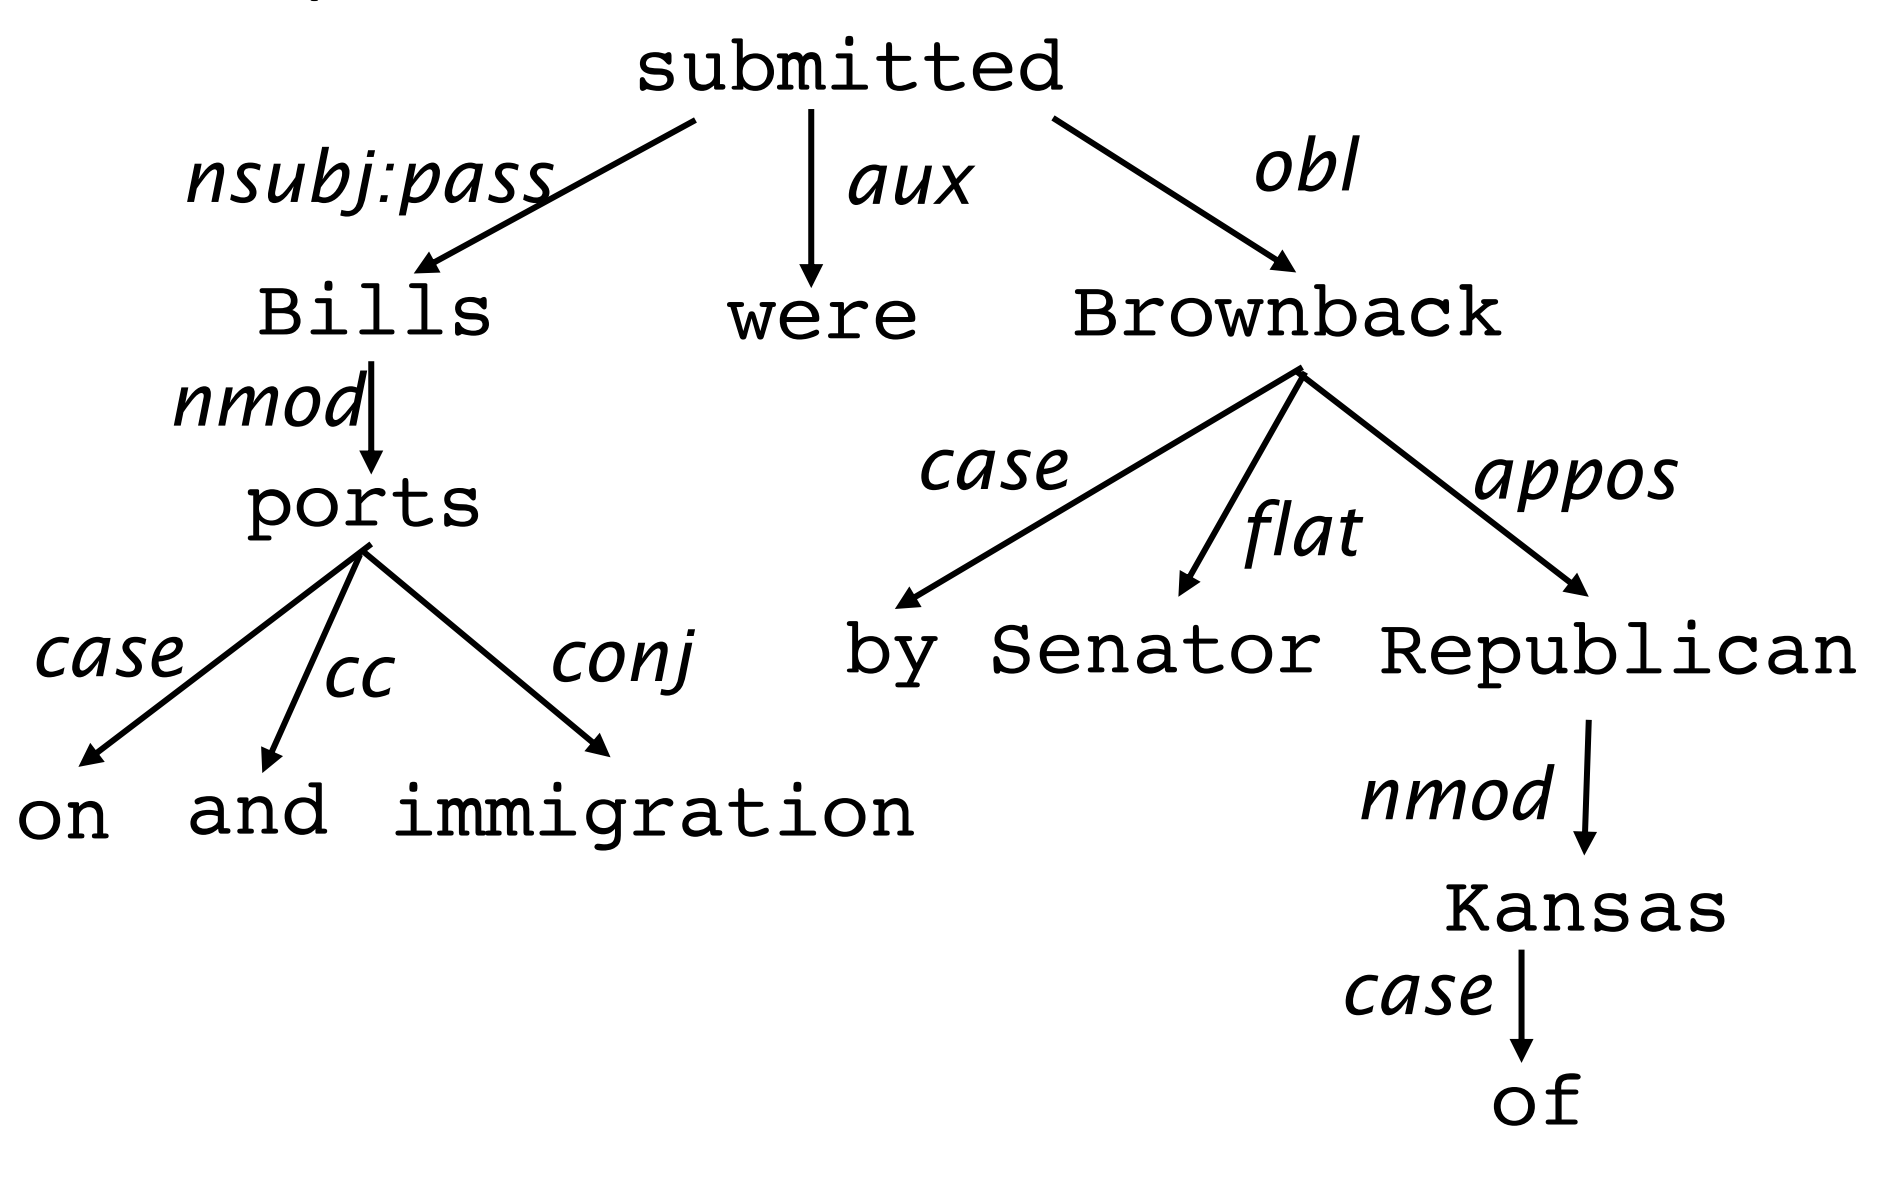 submitted
nsubj:pass aux obl
Bills were Brownback
nmod
ports
case flat appos
case cc conj
by Senator Republican
on and immigration
nmod
Kansas
case
of